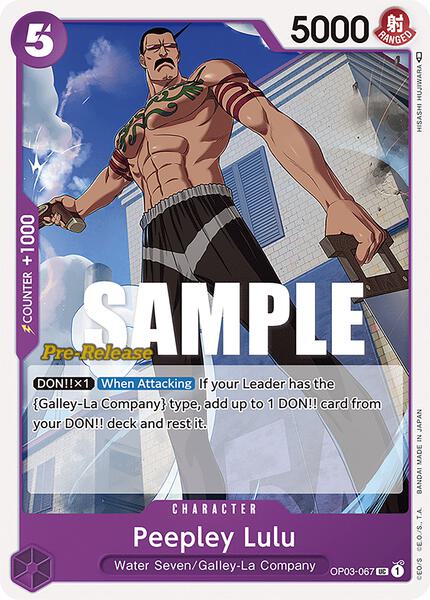 5
5000
射
RANGED
HISASHI HUJIWARA
COUNTER +1000
SAMPLE
Pre-Release
DON!!×1 When Attacking If your Leader has the
{Galley-La Company} type, add up to 1 DON!! card from
your DON!! deck and rest it.
CHARACTER
Peepley Lulu
Water Seven/Galley-La Company
OP03-067 UC 1
©E.O/S ©E.O./S., T.A. BANDAI MADE IN JAPAN